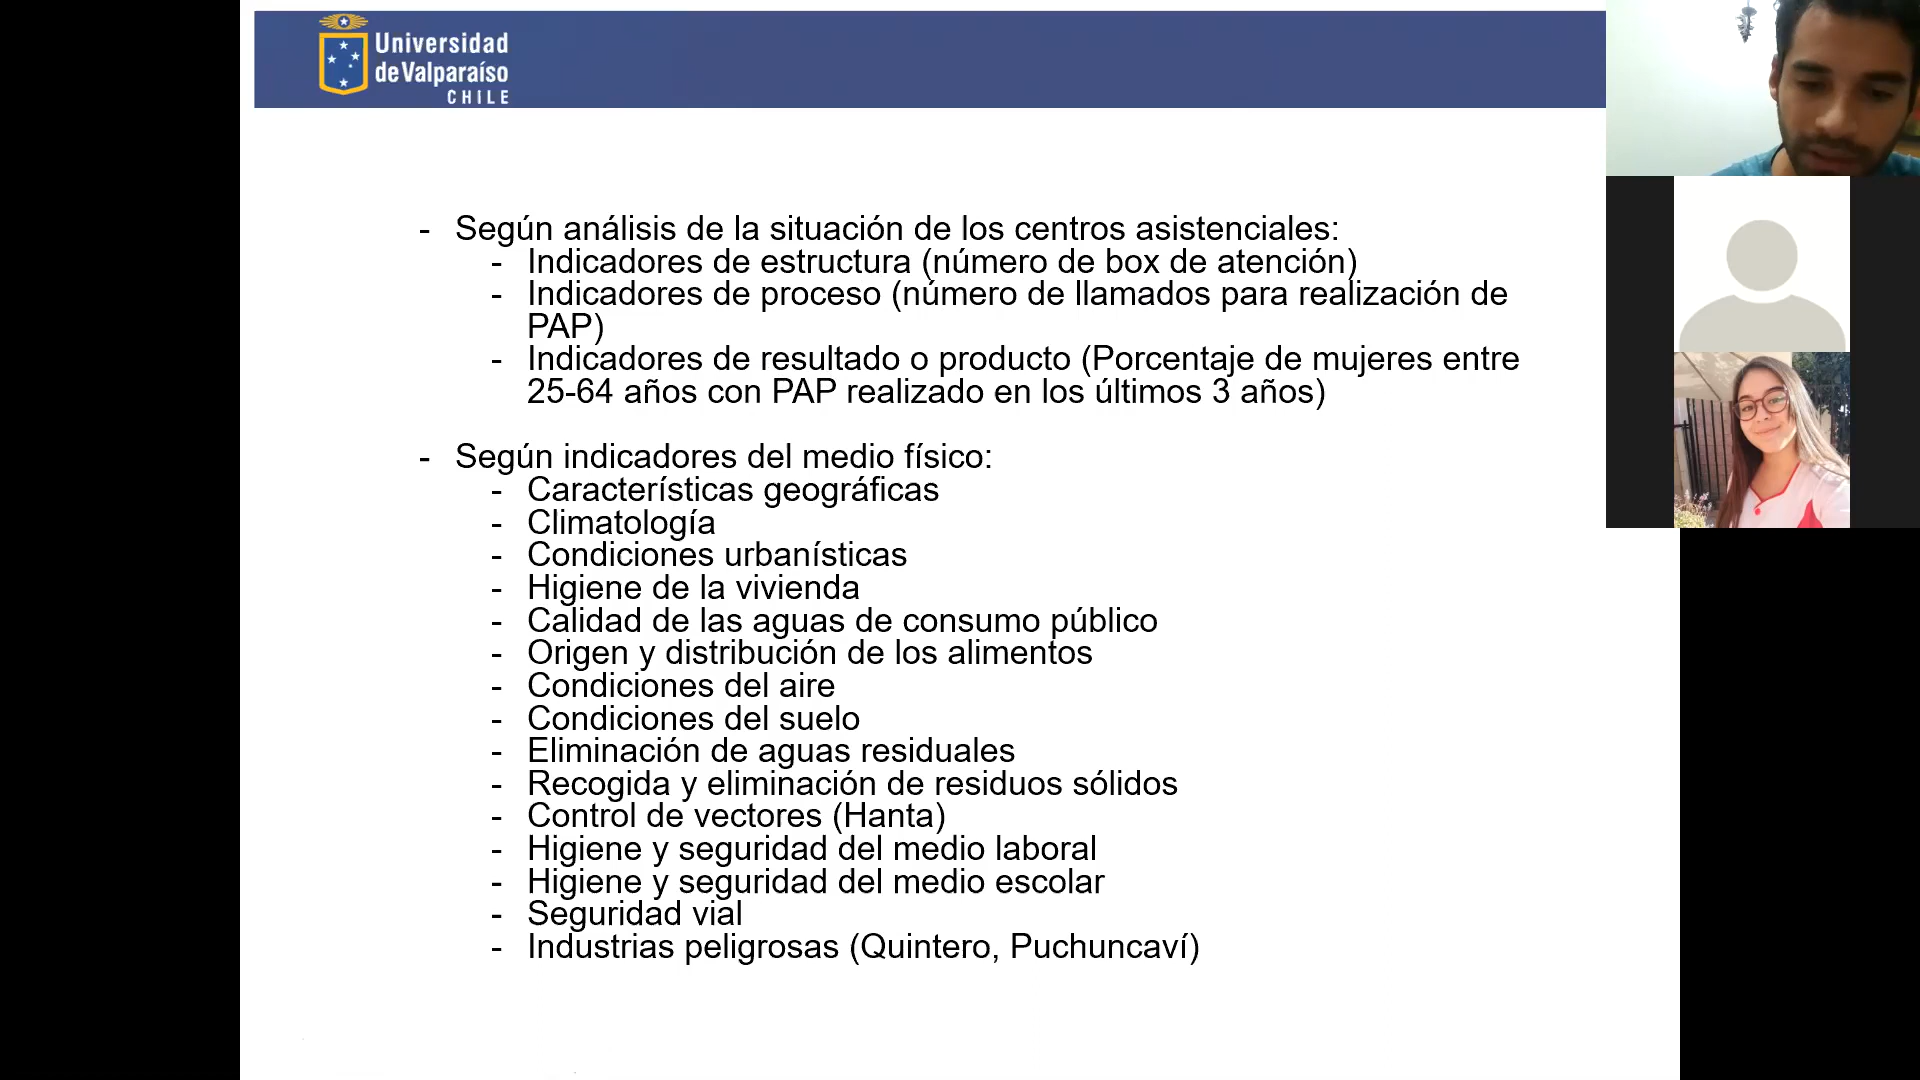 Universidad
de Valparaíso
CHILE
- Según análisis de la situación de los centros asistenciales:
- Indicadores de estructura (número de box de atención)
- Indicadores de proceso (número de llamados para realización de
PAP)
- Indicadores de resultado o producto (Porcentaje de mujeres entre
25-64 años con PAP realizado en los últimos 3 años)
- Según indicadores del medio físico:
- Características geográficas
- Climatología
- Condiciones urbanísticas
- Higiene de la vivienda
- Calidad de las aguas de consumo público
- Origen y distribución de los alimentos
- Condiciones del aire
- Condiciones del suelo
- Eliminación de aguas residuales
- Recogida y eliminación de residuos sólidos
- Control de vectores (Hanta)
- Higiene y seguridad del medio laboral
- Higiene y seguridad del medio escolar
- Seguridad vial
- Industrias peligrosas (Quintero, Puchuncaví)